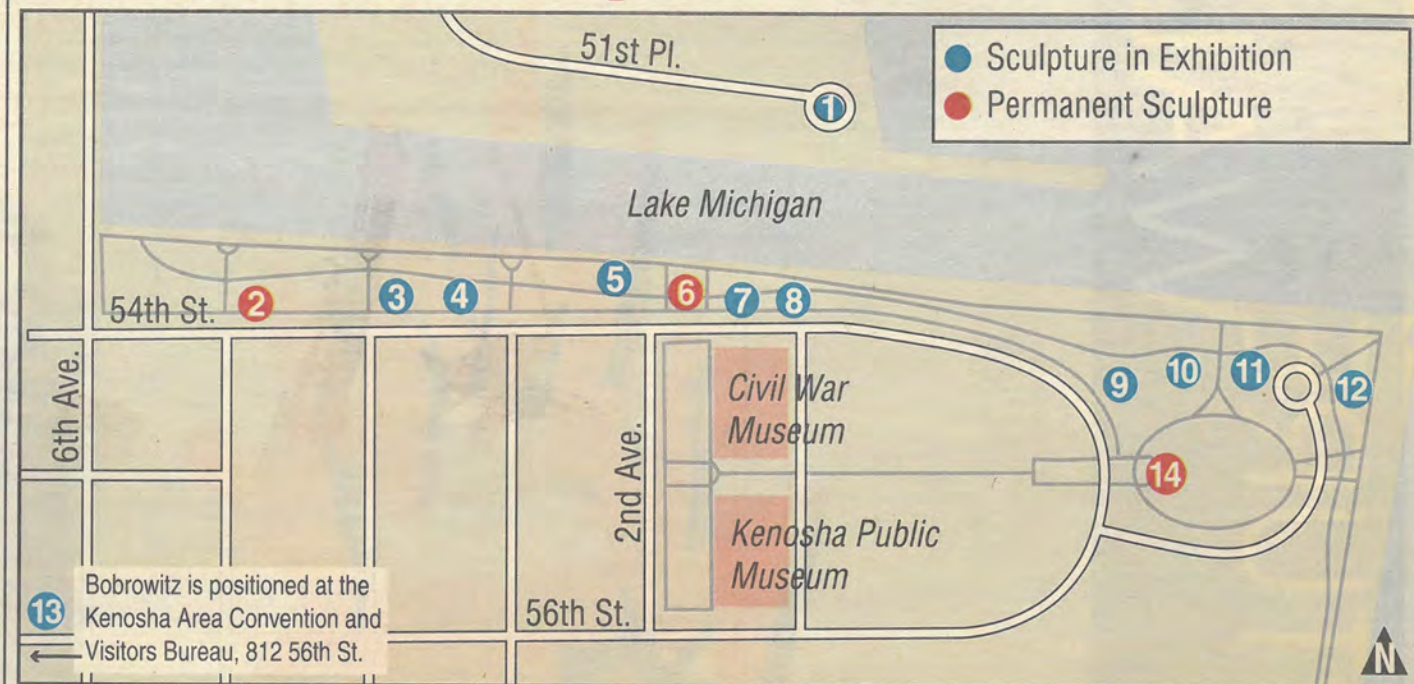 51st Pl.
1
Sculpture in Exhibition
Permanent Sculpture
Lake Michigan
2
3
4
5
6
7
8
54th St.
9
10
11
12
6th Ave.
2nd Ave.
Civil War
Museum
14
Kenosha Public
Museum
13
Bobrowitz is positioned at the
Kenosha Area Convention and
Visitors Bureau, 812 56th St.
56th St.
N